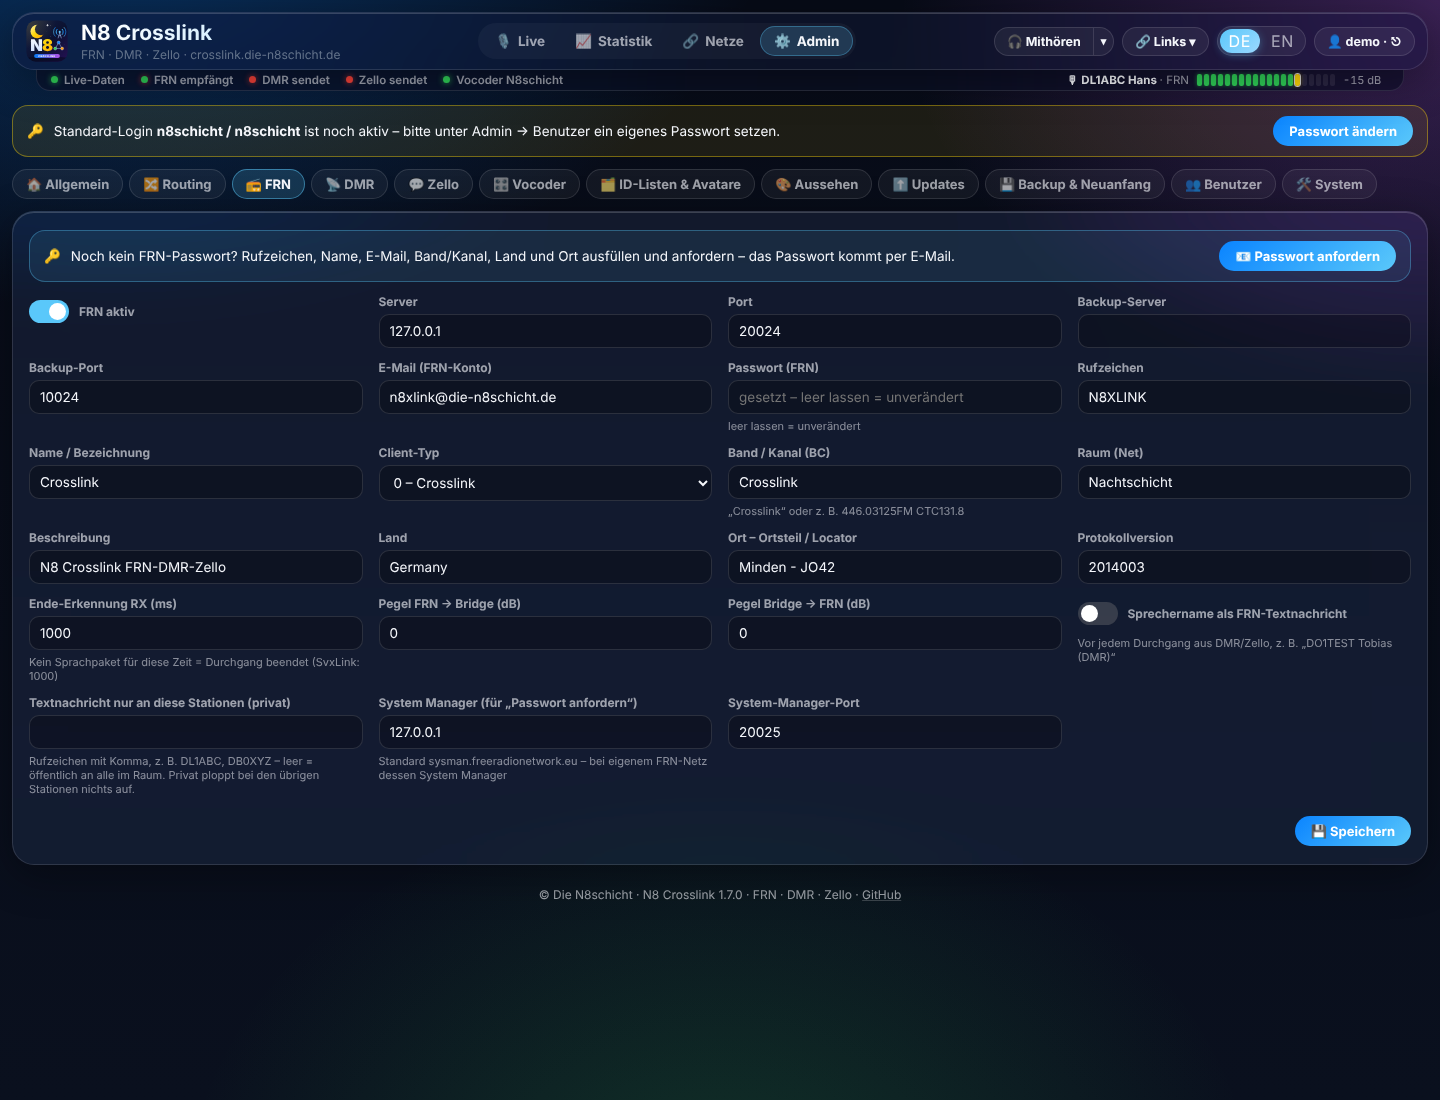 N8 Crosslink
FRN · DMR · Zello · crosslink.die-n8schicht.de
Live
Statistik
Netze
Admin
Mithören ▾
Links ▾
DE EN
demo ·
Live-Daten
FRN empfängt
DMR sendet
Zello sendet
Vocoder N8schicht
DL1ABC Hans · FRN
-15 dB
Standard-Login n8schicht / n8schicht ist noch aktiv – bitte unter Admin → Benutzer ein eigenes Passwort setzen.
Passwort ändern
Allgemein
Routing
FRN
DMR
Zello
Vocoder
ID-Listen & Avatare
Aussehen
Updates
Backup & Neuanfang
Benutzer
System
Noch kein FRN-Passwort? Rufzeichen, Name, E-Mail, Band/Kanal, Land und Ort ausfüllen und anfordern – das Passwort kommt per E-Mail.
Passwort anfordern
FRN aktiv
Server
127.0.0.1
Port
20024
Backup-Server
Backup-Port
10024
E-Mail (FRN-Konto)
n8xlink@die-n8schicht.de
Passwort (FRN)
gesetzt – leer lassen = unverändert
leer lassen = unverändert
Rufzeichen
N8XLINK
Name / Bezeichnung
Crosslink
Client-Typ
0 – Crosslink
Band / Kanal (BC)
Crosslink
„Crosslink“ oder z. B. 446.03125FM CTC131.8
Raum (Net)
Nachtschicht
Beschreibung
N8 Crosslink FRN-DMR-Zello
Land
Germany
Ort – Ortsteil / Locator
Minden - JO42
Protokollversion
2014003
Ende-Erkennung RX (ms)
1000
Kein Sprachpaket für diese Zeit = Durchgang beendet (SvxLink:
1000)
Pegel FRN → Bridge (dB)
0
Pegel Bridge → FRN (dB)
0
Sprechername als FRN-Textnachricht
Vor jedem Durchgang aus DMR/Zello, z. B. „DO1TEST Tobias
(DMR)“
Textnachricht nur an diese Stationen (privat)
Rufzeichen mit Komma, z. B. DL1ABC, DB0XYZ – leer =
öffentlich an alle im Raum. Privat ploppt bei den übrigen
Stationen nichts auf.
System Manager (für „Passwort anfordern“)
127.0.0.1
Standard sysman.freeradionetwork.eu – bei eigenem FRN-Netz
dessen System Manager
System-Manager-Port
20025
Speichern
© Die N8schicht · N8 Crosslink 1.7.0 · FRN · DMR · Zello · GitHub